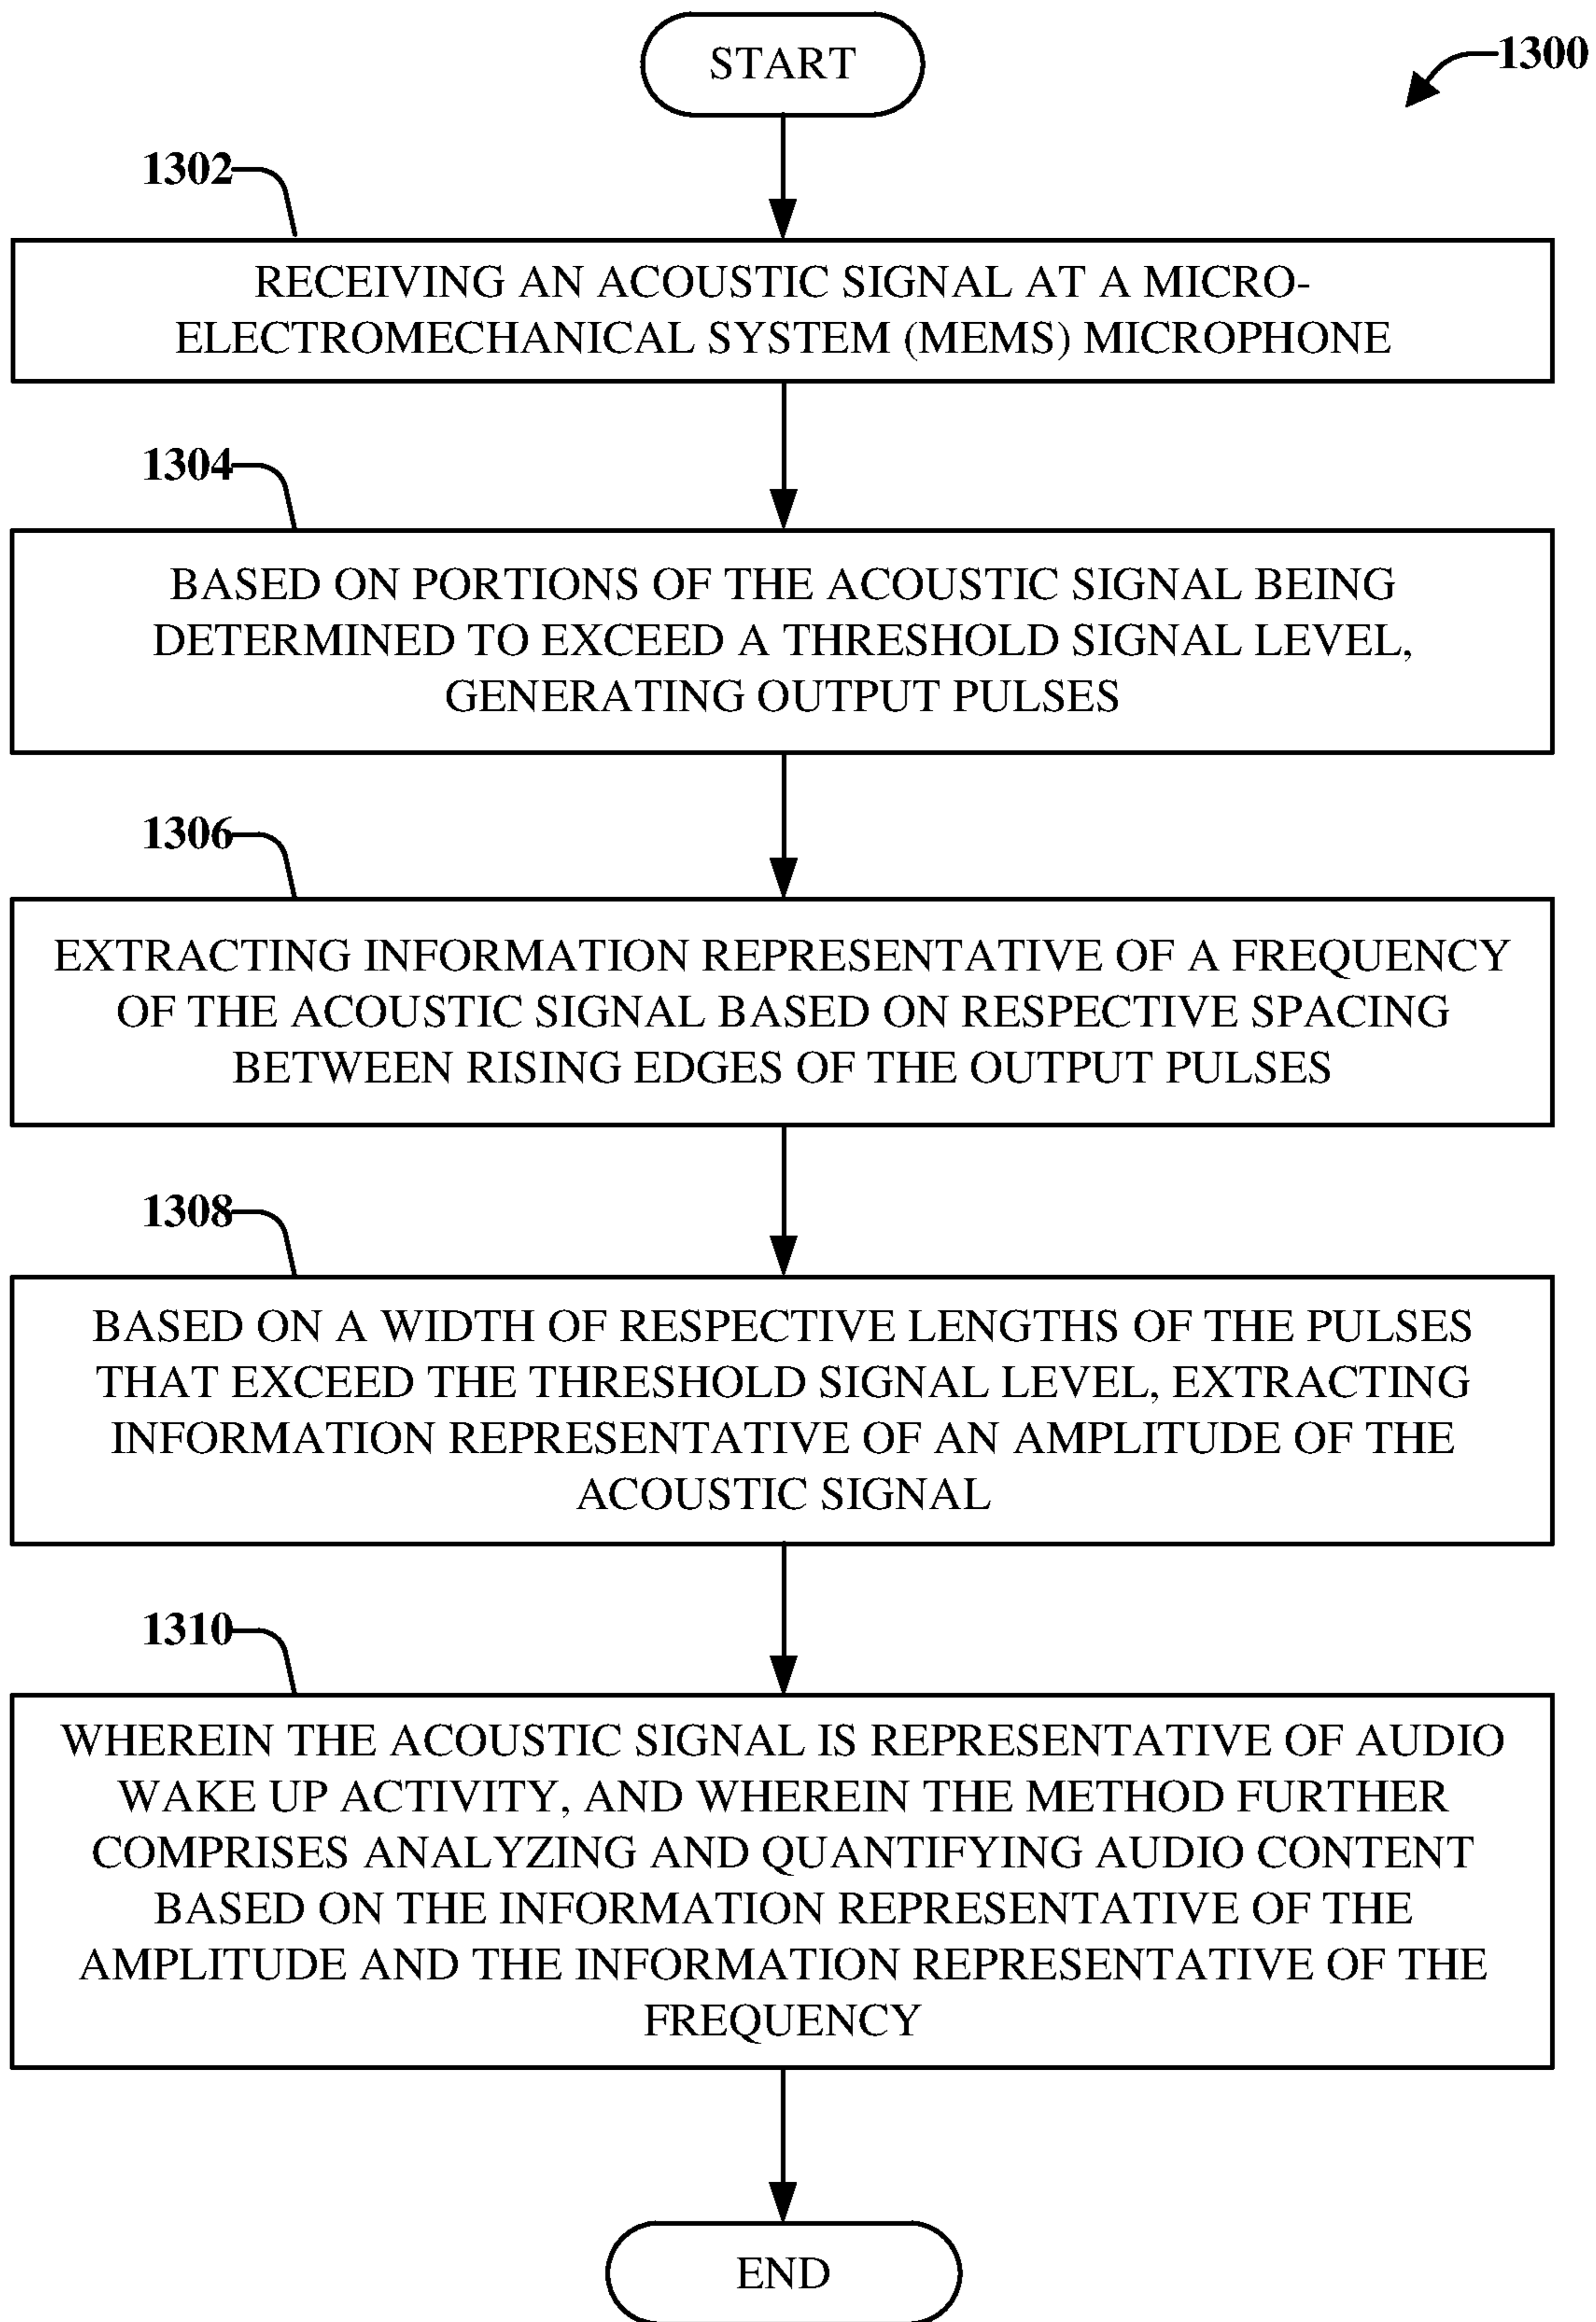 START
1300
1302
RECEIVING AN ACOUSTIC SIGNAL AT A MICRO-
ELECTROMECHANICAL SYSTEM (MEMS) MICROPHONE
1304
BASED ON PORTIONS OF THE ACOUSTIC SIGNAL BEING
DETERMINED TO EXCEED A THRESHOLD SIGNAL LEVEL,
GENERATING OUTPUT PULSES
1306
EXTRACTING INFORMATION REPRESENTATIVE OF A FREQUENCY
OF THE ACOUSTIC SIGNAL BASED ON RESPECTIVE SPACING
BETWEEN RISING EDGES OF THE OUTPUT PULSES
1308
BASED ON A WIDTH OF RESPECTIVE LENGTHS OF THE PULSES
THAT EXCEED THE THRESHOLD SIGNAL LEVEL, EXTRACTING
INFORMATION REPRESENTATIVE OF AN AMPLITUDE OF THE
ACOUSTIC SIGNAL
1310
WHEREIN THE ACOUSTIC SIGNAL IS REPRESENTATIVE OF AUDIO
WAKE UP ACTIVITY, AND WHEREIN THE METHOD FURTHER
COMPRISES ANALYZING AND QUANTIFYING AUDIO CONTENT
BASED ON THE INFORMATION REPRESENTATIVE OF THE
AMPLITUDE AND THE INFORMATION REPRESENTATIVE OF THE
FREQUENCY
END